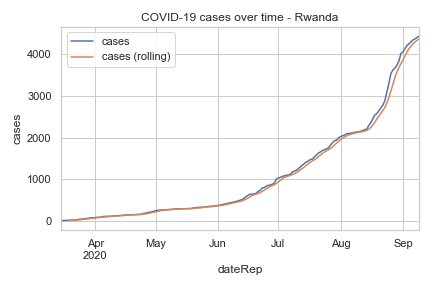 COVID-19 cases over time - Rwanda
cases
cases (rolling)
cases
4000
3000
2000
1000
0
Apr
2020
May
Jun
Jul
Aug
Sep
dateRep